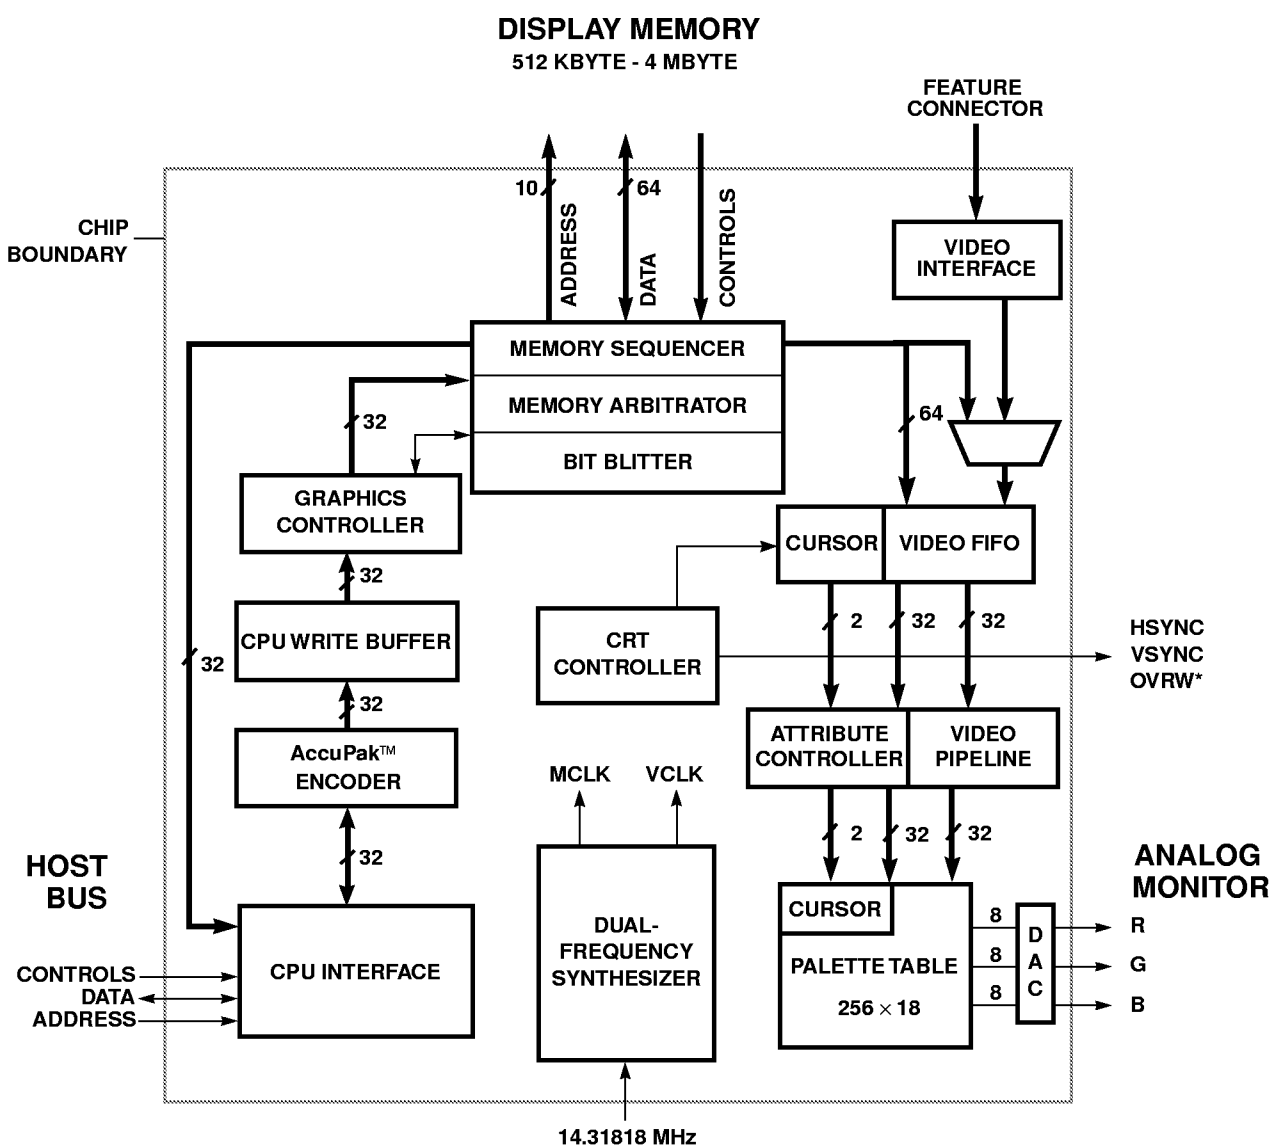 DISPLAY MEMORY
512 KBYTE - 4 MBYTE
FEATURE
CONNECTOR
10
64
ADDRESS
DATA
CONTROLS
CHIP
BOUNDARY
VIDEO
INTERFACE
MEMORY SEQUENCER
MEMORY ARBITRATOR
BIT BLITTER
32
64
GRAPHICS
CONTROLLER
CURSOR
VIDEO FIFO
32
CPU WRITE BUFFER
32
CRT
CONTROLLER
2
32
32
HSYNC
VSYNC
OVRW*
32
AccuPak™
ENCODER
ATTRIBUTE
CONTROLLER
VIDEO
PIPELINE
MCLK
VCLK
32
2
32
32
HOST
BUS
ANALOG
MONITOR
CPU INTERFACE
CONTROLS
DATA
ADDRESS
DUAL-
FREQUENCY
SYNTHESIZER
CURSOR
PALETTE TABLE
256 × 18
8
8
8
D
A
C
R
G
B
14.31818 MHz